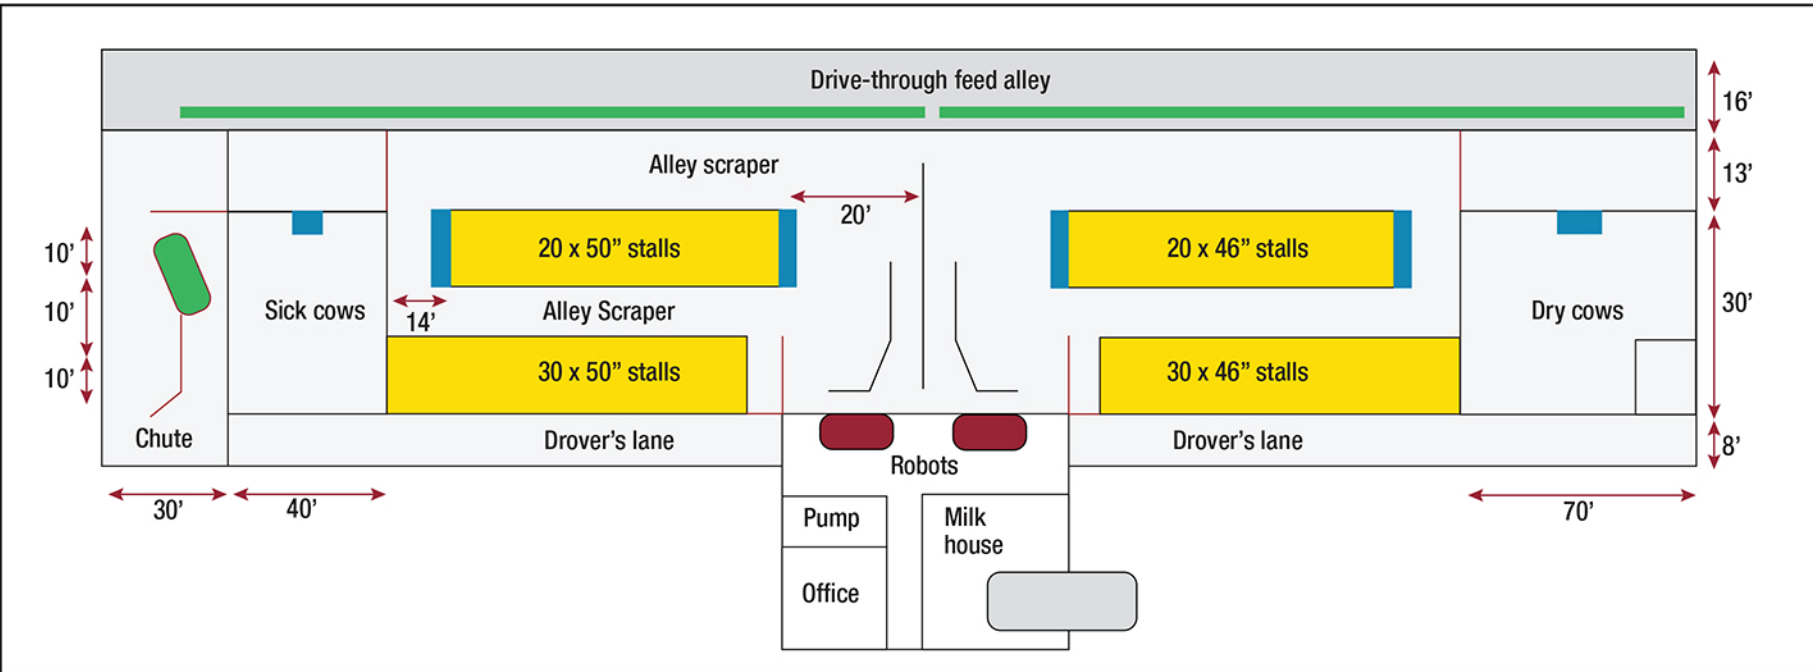 Drive-through feed alley
16’
Alley scraper
13’
20’
10’
20 x 50” stalls
20 x 46” stalls
10’
Sick cows
14’
Alley Scraper
Dry cows
30’
10’
30 x 50” stalls
30 x 46” stalls
Chute
Drover’s lane
Drover’s lane
8’
Robots
30’
40’
70’
Pump
Milk
house
Office